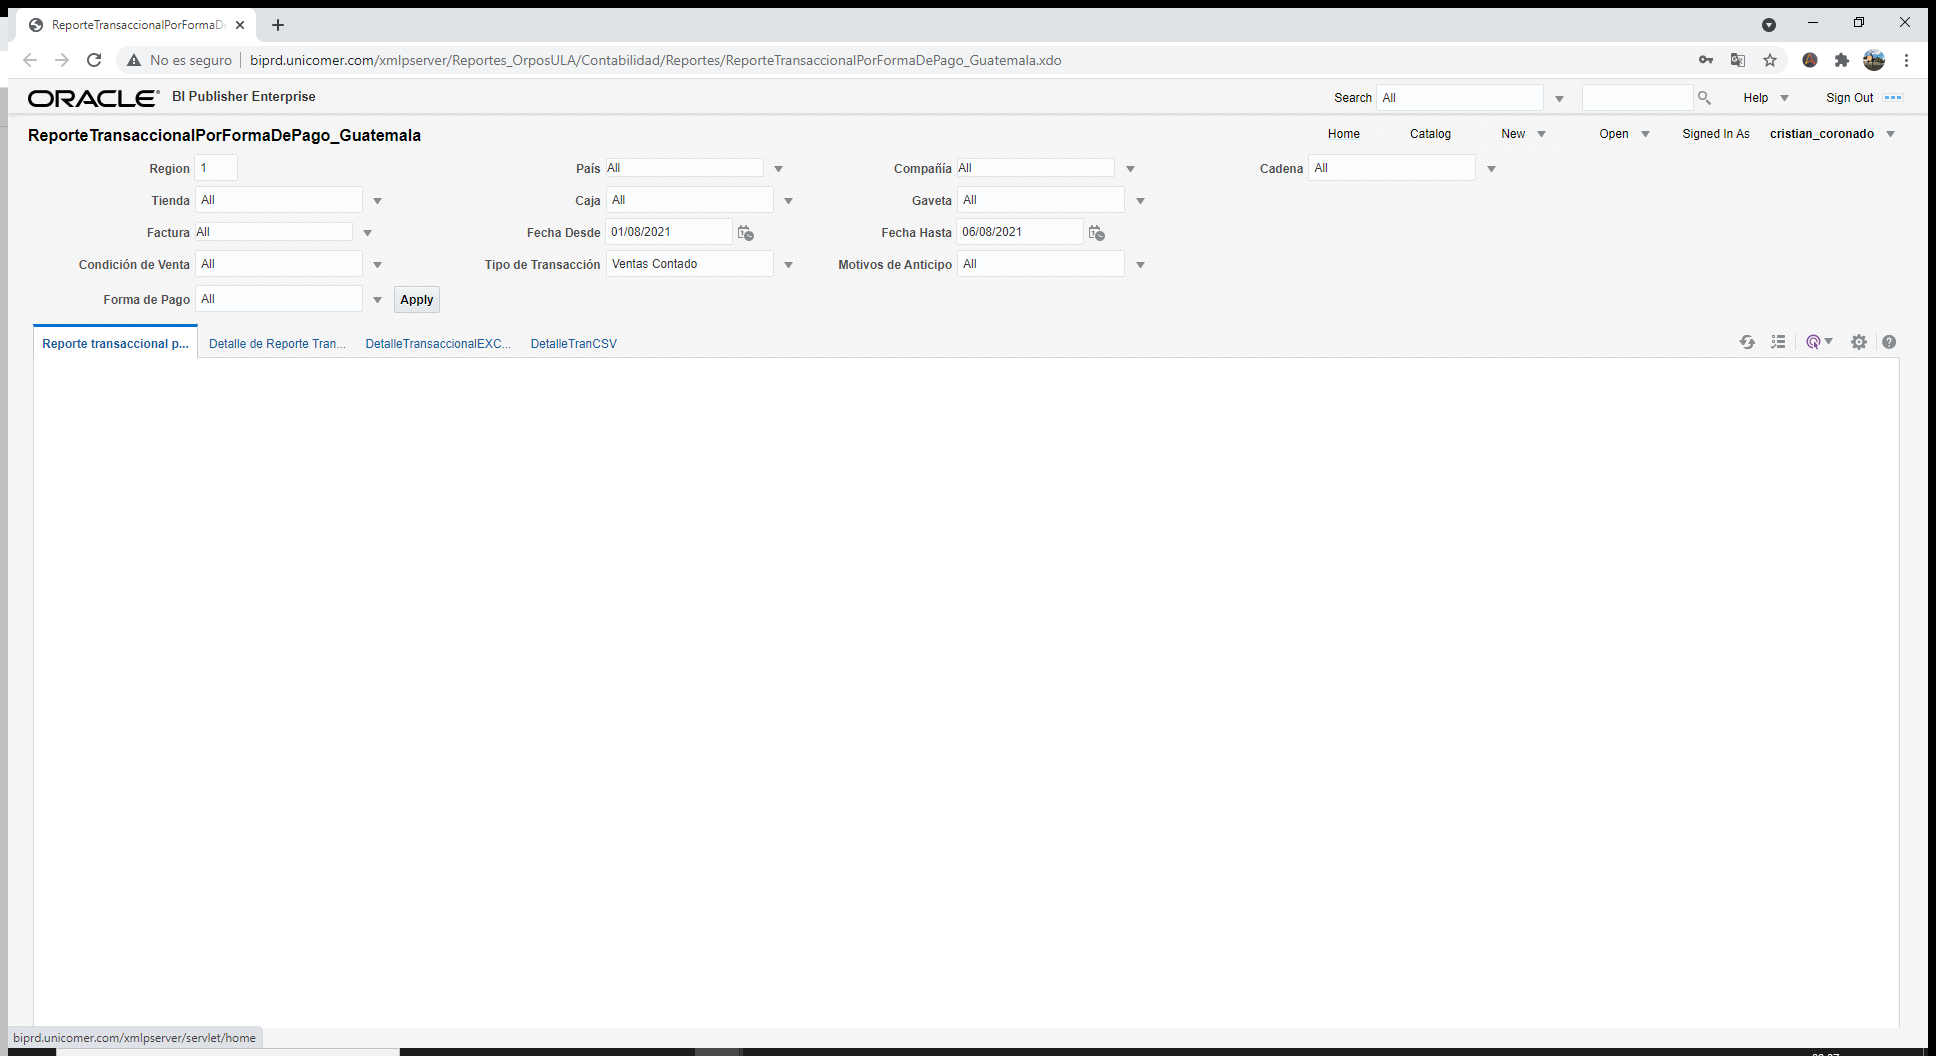 ReporteTransaccionalPorFormaD
No es seguro | biprd.unicomer.com/xmlpserver/Reportes_OrposULA/Contabilidad/Reportes/ReporteTransaccionalPorFormaDePago_Guatemala.xdo
ORACLE BI Publisher Enterprise Search All Help Sign Out
ReporteTransaccionalPorFormaDePago_Guatemala Home Catalog New Open Signed In As cristian_coronado
Region 1 País All Compañía All Cadena All
Tienda All Caja All Gaveta All
Factura All Fecha Desde 01/08/2021 Fecha Hasta 06/08/2021
Condición de Venta All Tipo de Transacción Ventas Contado Motivos de Anticipo All
Forma de Pago All Apply
Reporte transaccional p... Detalle de Reporte Tran... DetalleTransaccionalEXC... DetalleTranCSV
biprd.unicomer.com/xmlpserver/servlet/home